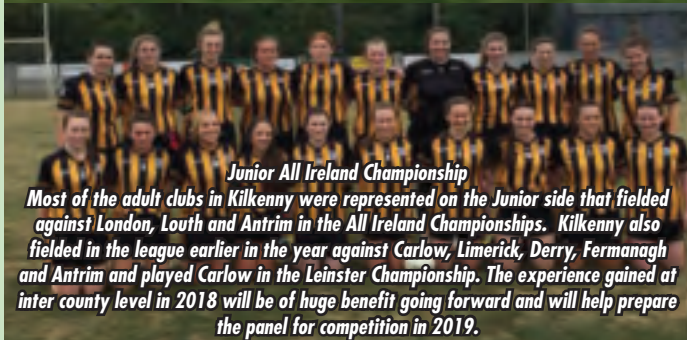 Junior All Ireland Championship
Most of the adult clubs in Kilkenny were represented on the Junior side that fielded
against London, Louth and Antrim in the All Ireland Championships.  Kilkenny also
fielded in the league earlier in the year against Carlow, Limerick, Derry, Fermanagh
and Antrim and played Carlow in the Leinster Championship. The experience gained at
inter county level in 2018 will be of huge benefit going forward and will help prepare
the panel for competition in 2019.